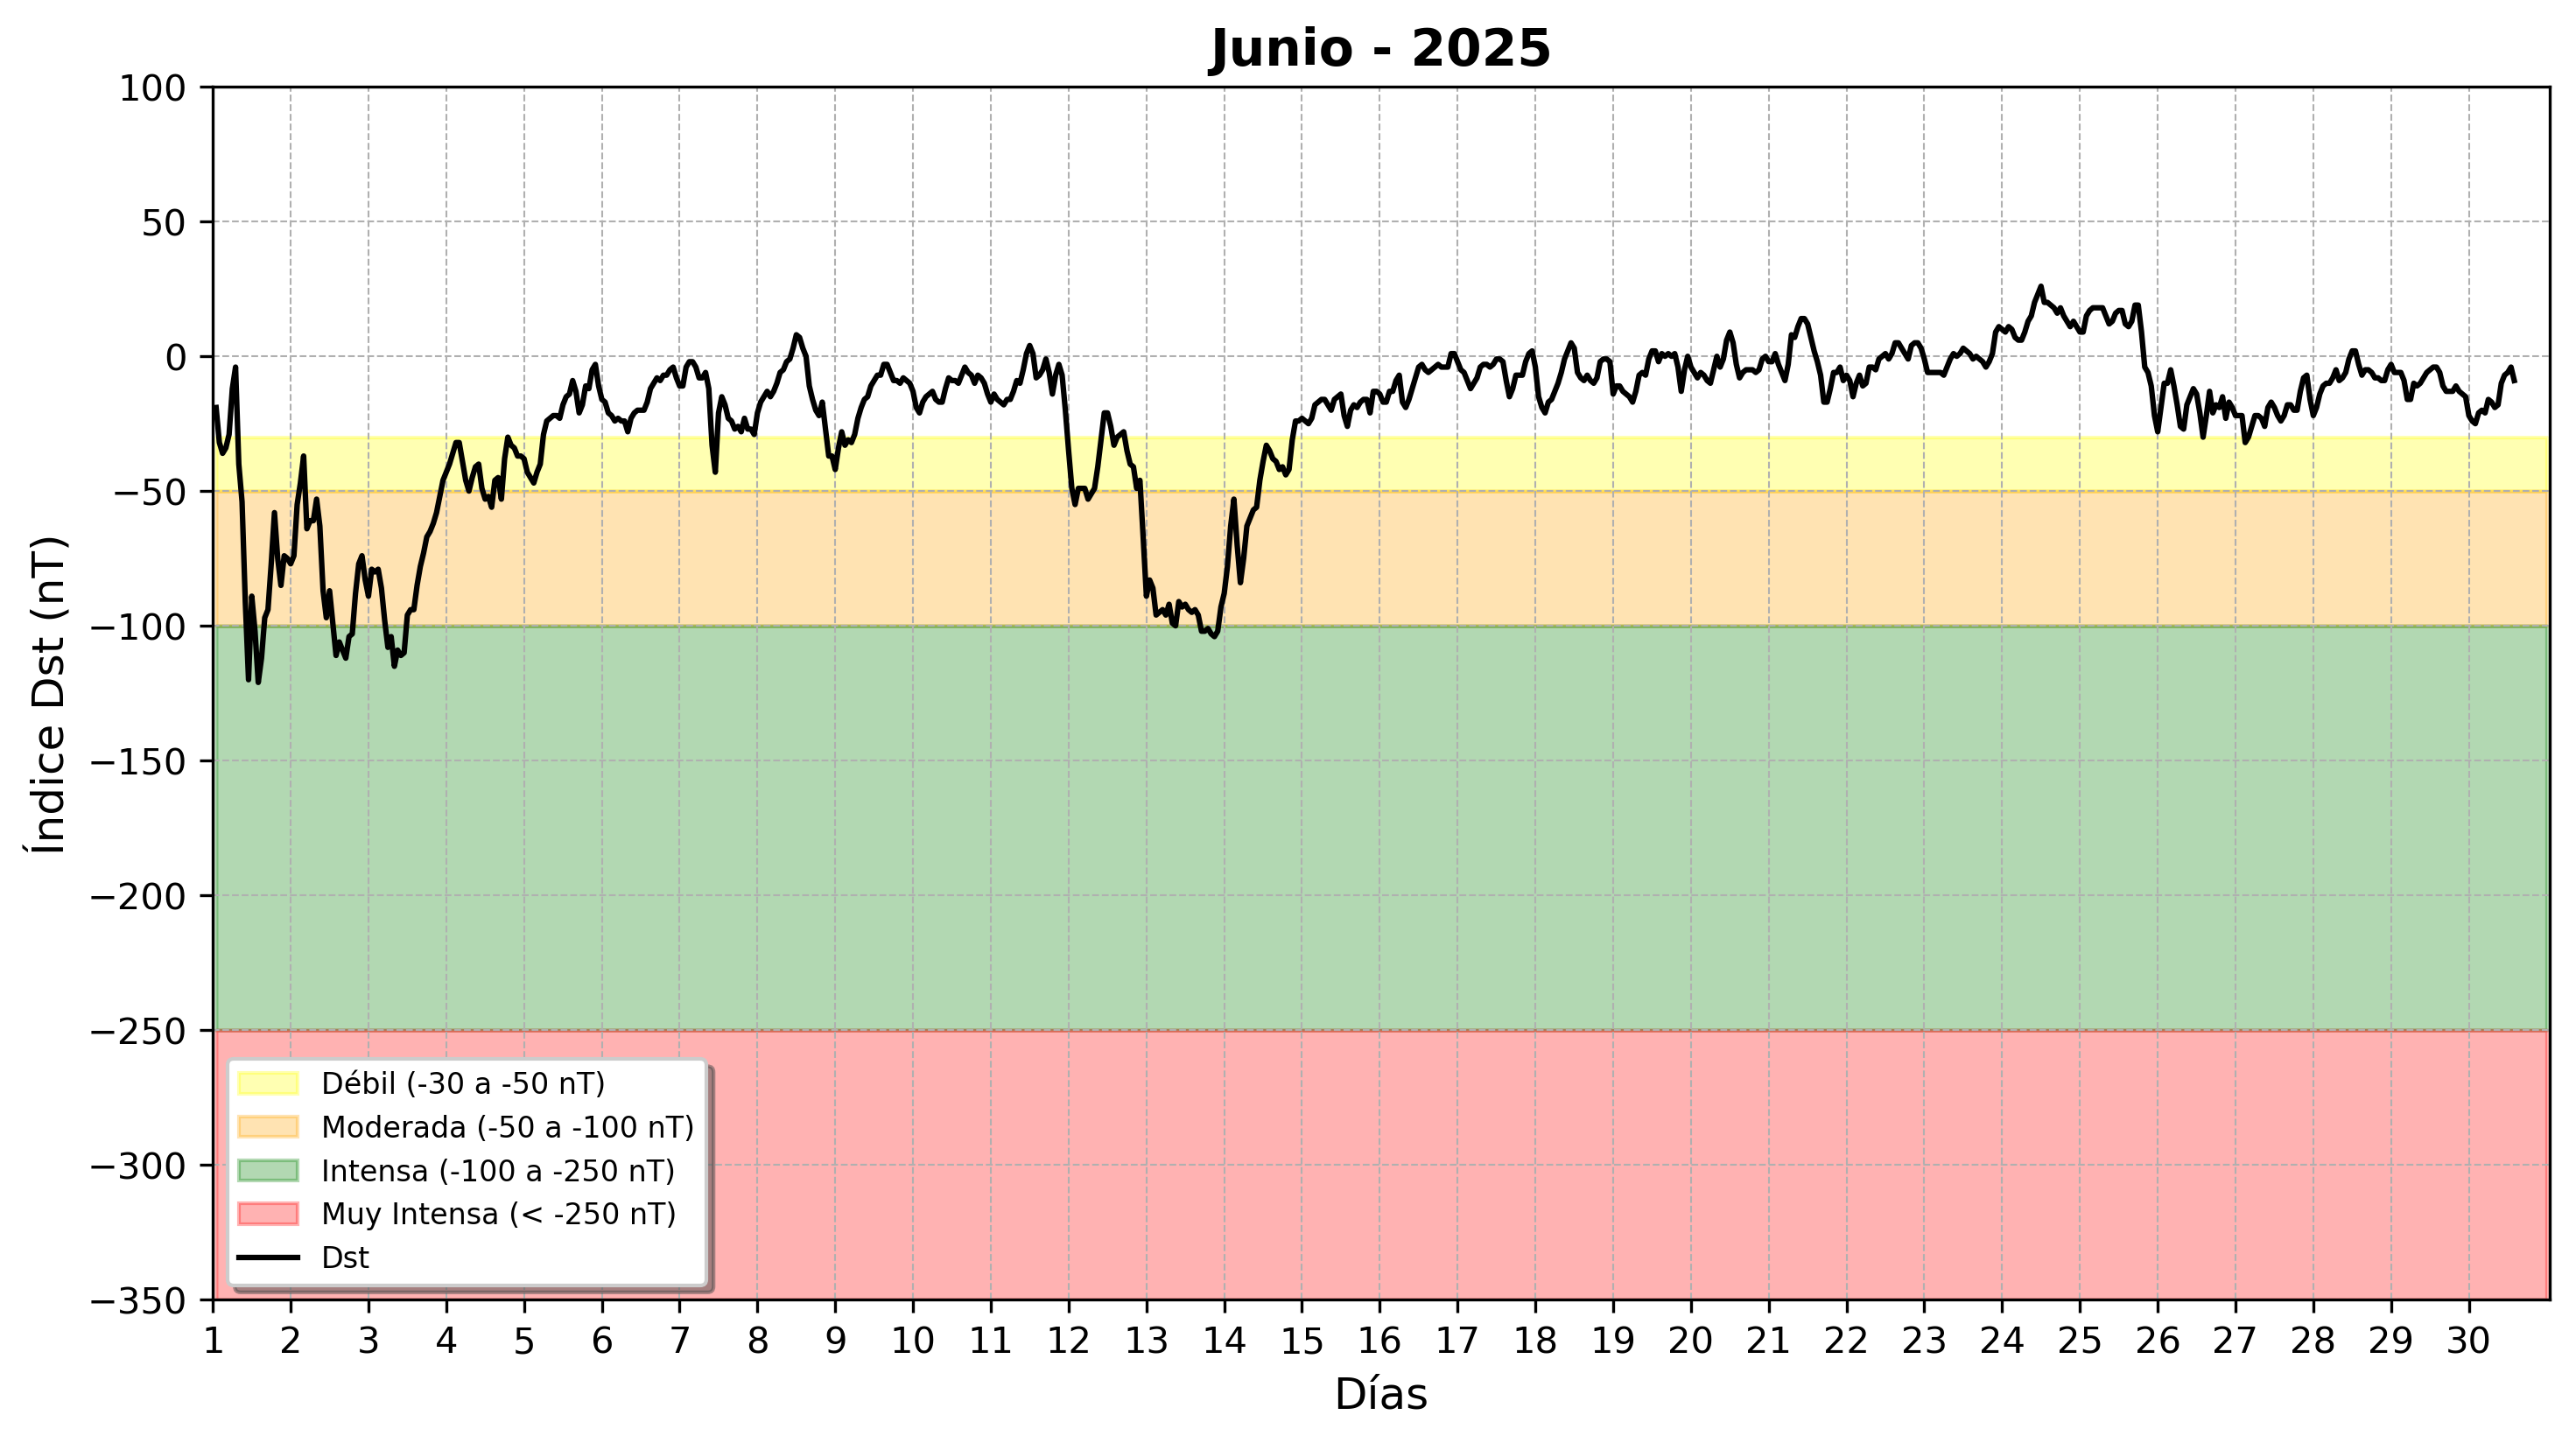 Junio - 2025
Índice Dst (nT)
100
50
0
−50
−100
−150
−200
−250
−300
−350
Débil (-30 a -50 nT)
Moderada (-50 a -100 nT)
Intensa (-100 a -250 nT)
Muy Intensa (< -250 nT)
Dst
1 2 3 4 5 6 7 8 9 10 11 12 13 14 15 16 17 18 19 20 21 22 23 24 25 26 27 28 29 30
Días